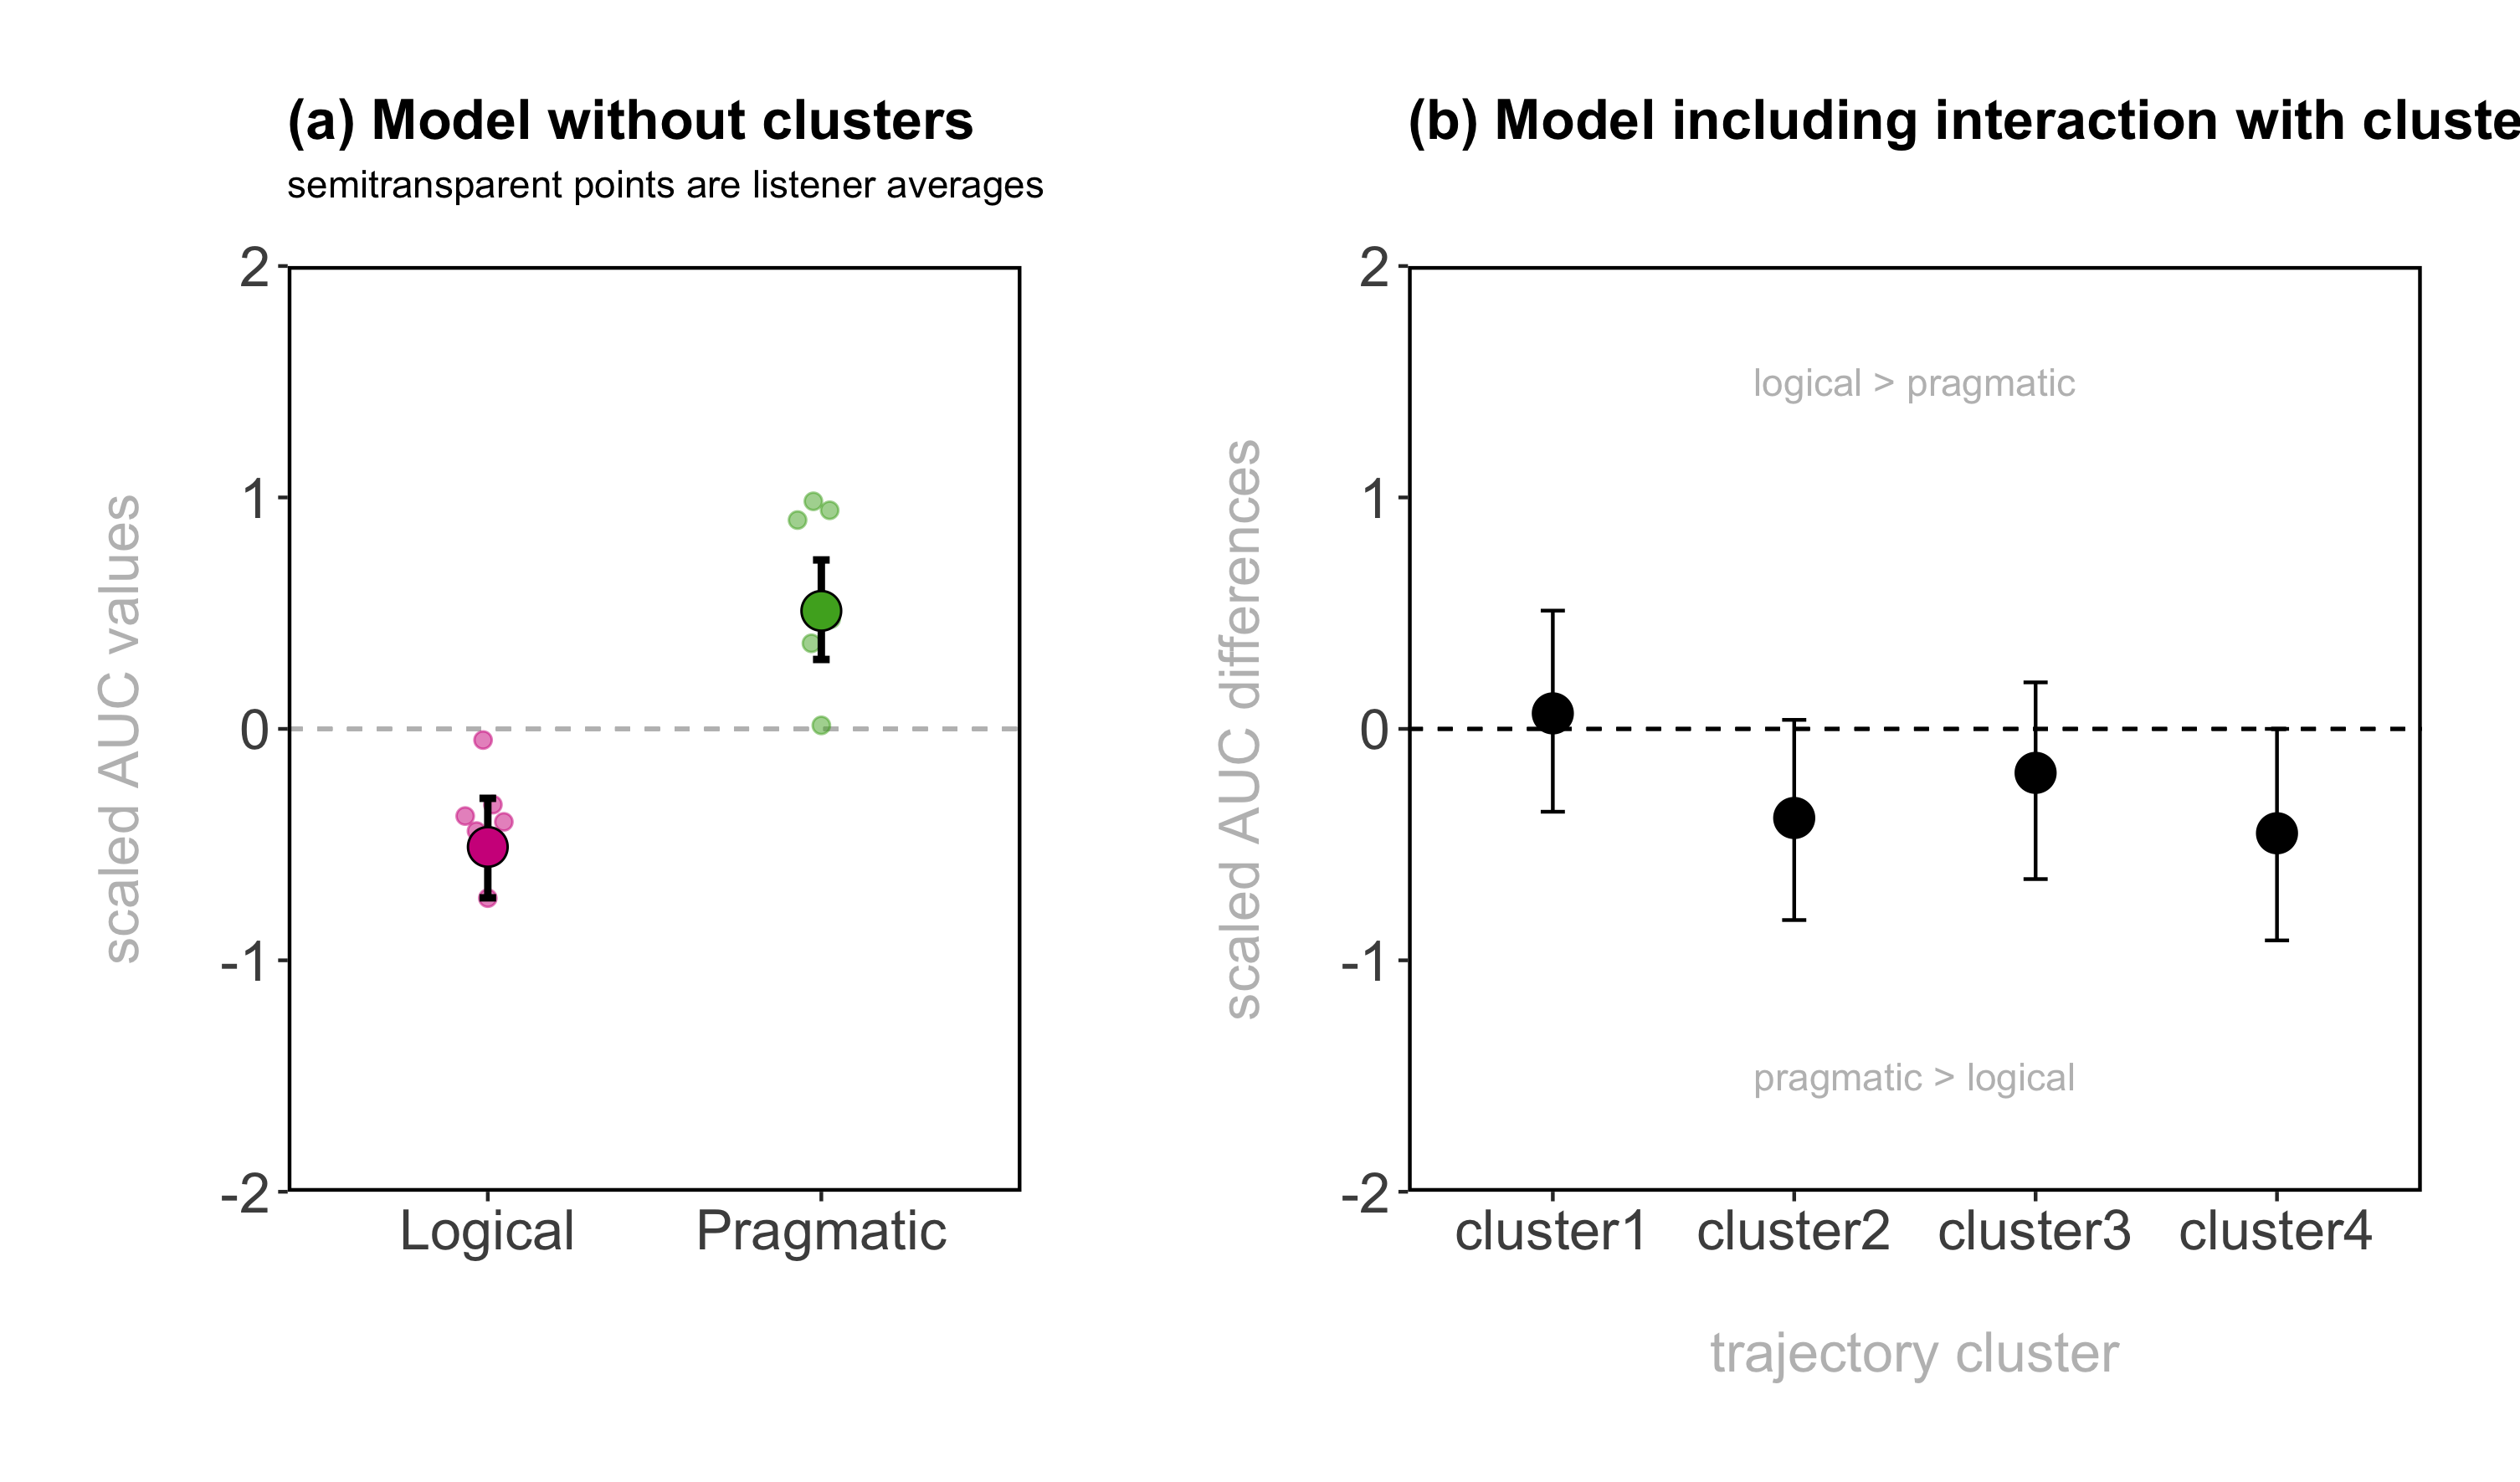 (a) Model without clusters
semitransparent points are listener averages
scaled AUC values
2
1
0
-1
-2
Logical
Pragmatic
(b) Model including interaction with cluste
scaled AUC differences
2
1
0
-1
-2
logical > pragmatic
pragmatic > logical
cluster1
cluster2
cluster3
cluster4
trajectory cluster